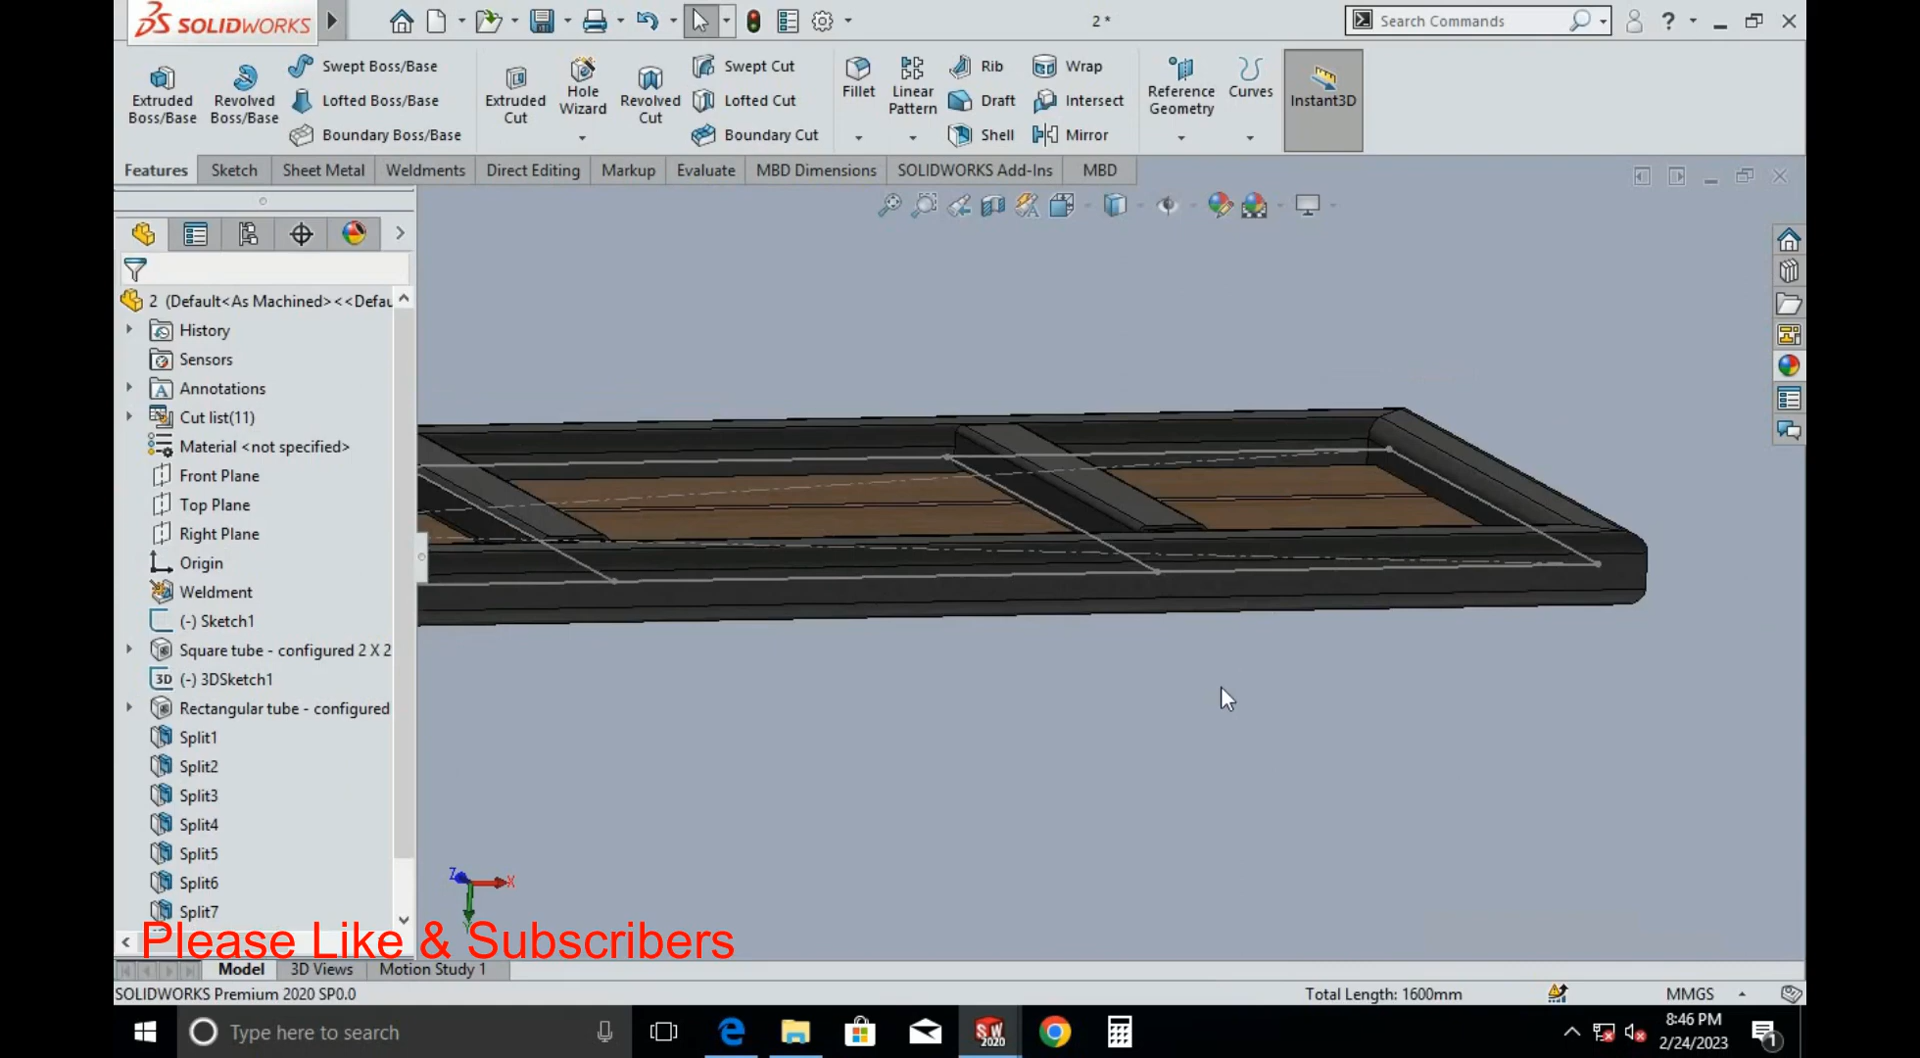 SOLIDWORKS
2 *
Search Commands
?
Extruded Boss/Base
Revolved Boss/Base
Swept Boss/Base
Lofted Boss/Base
Boundary Boss/Base
Extruded Cut
Hole Wizard
Revolved Cut
Swept Cut
Lofted Cut
Boundary Cut
Fillet
Linear Pattern
Rib
Draft
Shell
Wrap
Intersect
Mirror
Reference Geometry
Curves
Instant3D
Features
Sketch
Sheet Metal
Weldments
Direct Editing
Markup
Evaluate
MBD Dimensions
SOLIDWORKS Add-Ins
MBD
2 (Default<As Machined><<Defau
History
Sensors
Annotations
Cut list(11)
Material <not specified>
Front Plane
Top Plane
Right Plane
Origin
Weldment
(-) Sketch1
Square tube - configured 2 X 2
3D (-) 3DSketch1
Rectangular tube - configured
Split1
Split2
Split3
Split4
Split5
Split6
Split7
Z
X
Y
Please Like & Subscribers
Model
3D Views
Motion Study 1
SOLIDWORKS Premium 2020 SP0.0
Total Length: 1600mm
MMGS
Type here to search
SW
2020
8:46 PM
2/24/2023
1